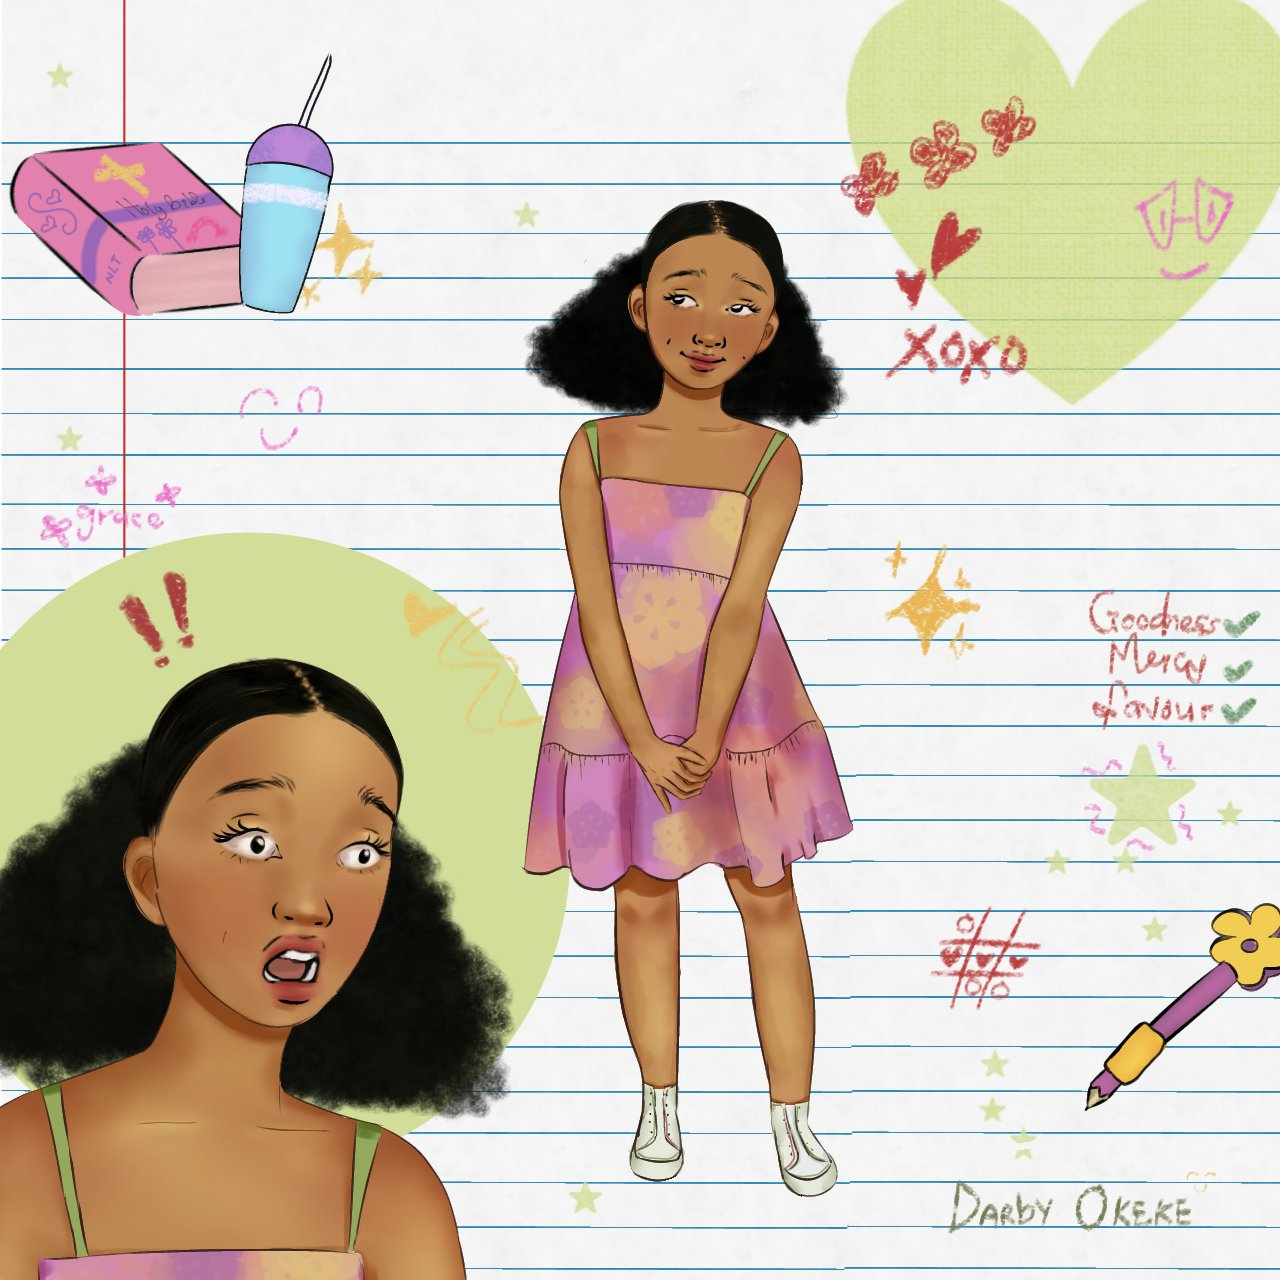 Holy Bible
NLT
XOXO
grace
!!
Goodness
Mercy
favour
DARBY OKEKE